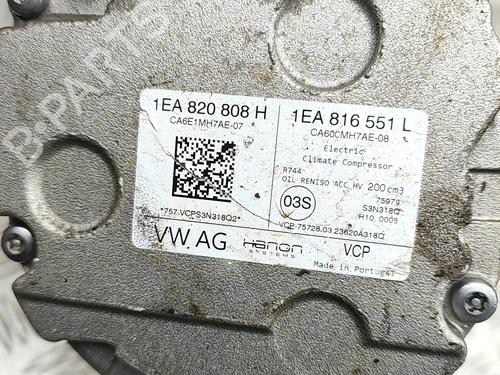 1EA 820 808 H
CA6E1MH7AE-07
*757.VCPS3N318Q2*
VW AG
Hanon
SYSTEMS
1EA 816 551 L
CA60CMH7AE-08
Electric
Climate Compressor
R744
OIL RENISO ACC HV 200 cm3
03S
75979
S3N318Q
H10 0005
VCP-75728.03.23620A318Q
VCP
Made in Portugal
B-PARTS